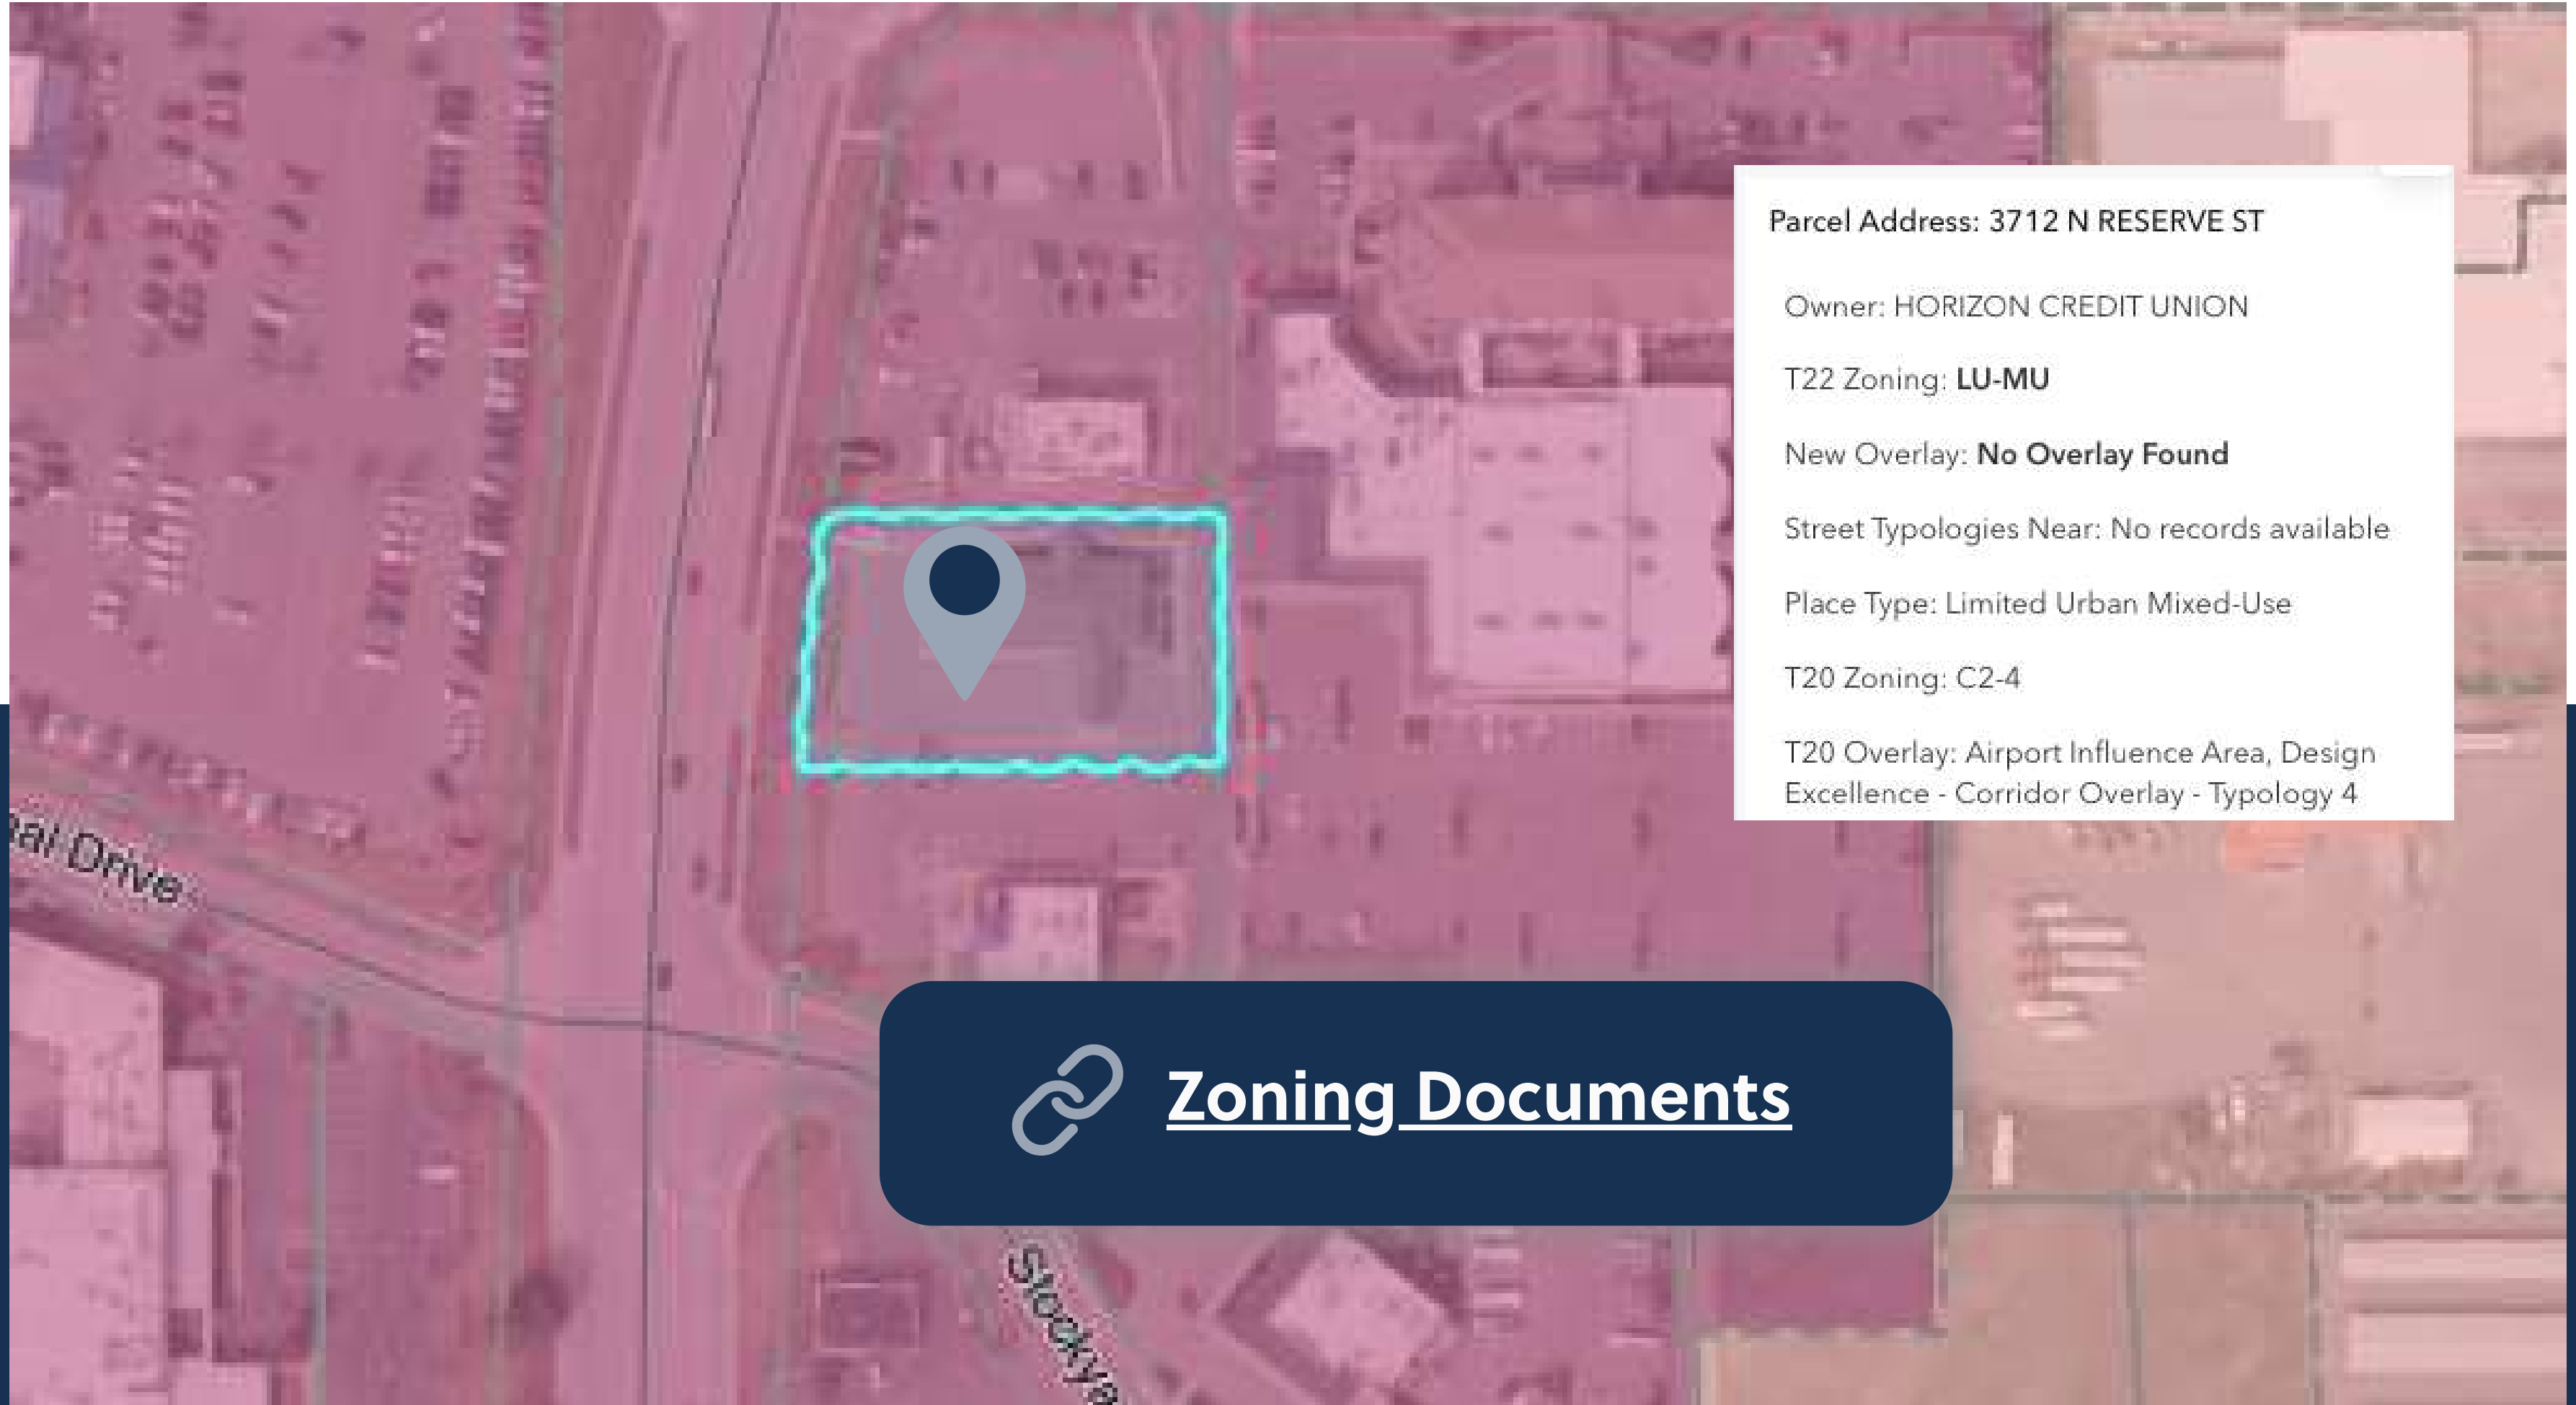 Parcel Address: 3712 N RESERVE ST
Owner: HORIZON CREDIT UNION
T22 Zoning: LU-MU
New Overlay: No Overlay Found
Street Typologies Near: No records available
Place Type: Limited Urban Mixed-Use
T20 Zoning: C2-4
T20 Overlay: Airport Influence Area, Design
Excellence - Corridor Overlay - Typology 4
Drive
Zoning Documents